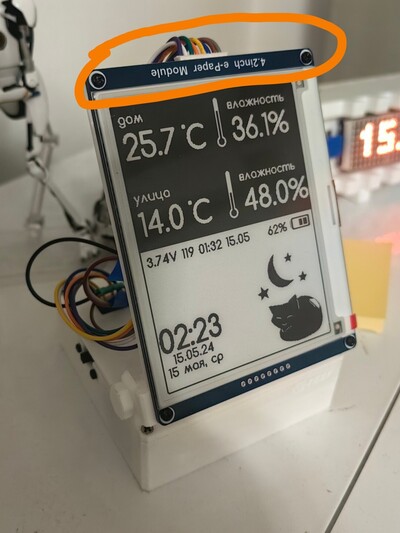 4.2inch e-Paper Module
дом
влажность
25.7°C
36.1%
улица
влажность
14.0°C
48.0%
3.74V 119 01:32 15.05
62%
02:23
15.05.24
15 мая, ср
15.